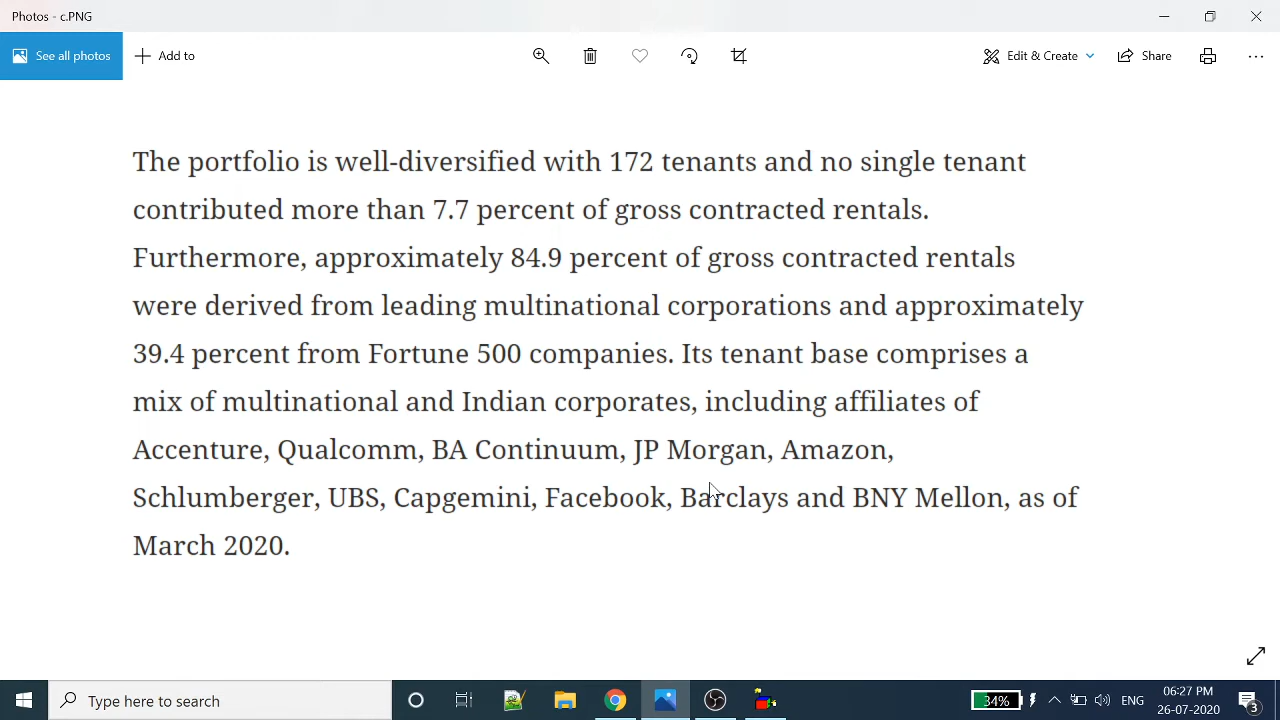 Photos - c.PNG
See all photos
Add to
Edit & Create
Share
The portfolio is well-diversified with 172 tenants and no single tenant
contributed more than 7.7 percent of gross contracted rentals.
Furthermore, approximately 84.9 percent of gross contracted rentals
were derived from leading multinational corporations and approximately
39.4 percent from Fortune 500 companies. Its tenant base comprises a
mix of multinational and Indian corporates, including affiliates of
Accenture, Qualcomm, BA Continuum, JP Morgan, Amazon,
Schlumberger, UBS, Capgemini, Facebook, Barclays and BNY Mellon, as of
March 2020.
Type here to search
34%
ENG
06:27 PM
26-07-2020
3